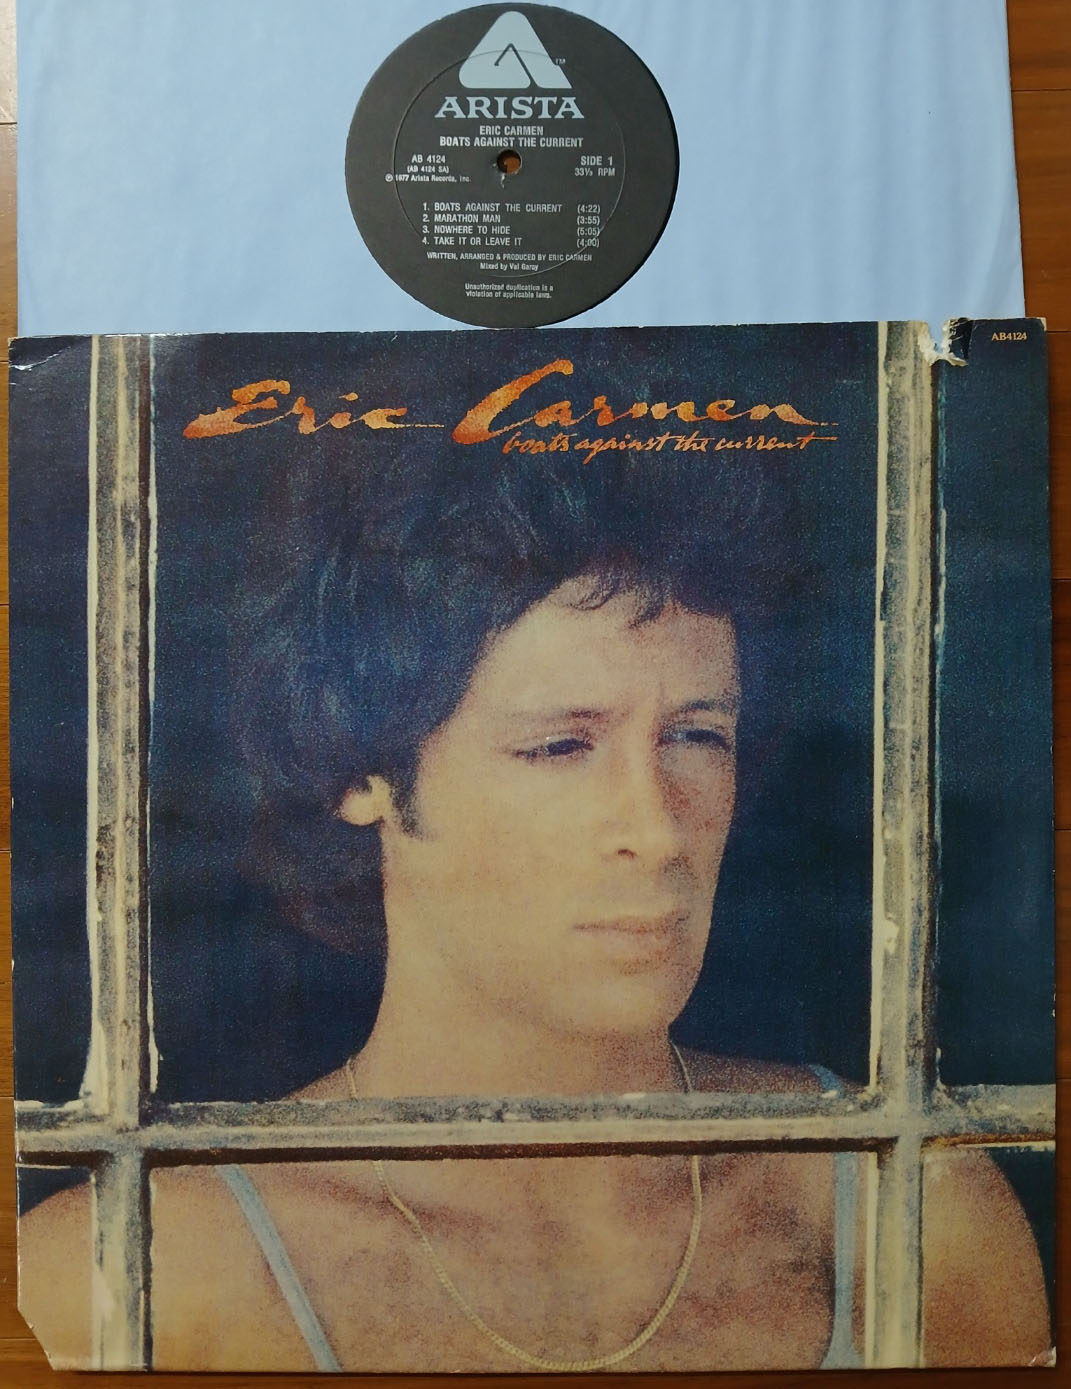 TM
ARISTA
ERIC CARMEN
BOATS AGAINST THE CURRENT
AB 4124
(AB 4124 SA)
℗ 1977 Arista Records, Inc.
SIDE 1
33⅓ RPM
1. BOATS AGAINST THE CURRENT (4:22)
2. MARATHON MAN (3:55)
3. NOWHERE TO HIDE (5:05)
4. TAKE IT OR LEAVE IT (4:00)
WRITTEN, ARRANGED & PRODUCED BY ERIC CARMEN
Mixed by Val Garay
Unauthorized duplication is a
violation of applicable laws.
AB4124
Eric Carmen
boats against the current